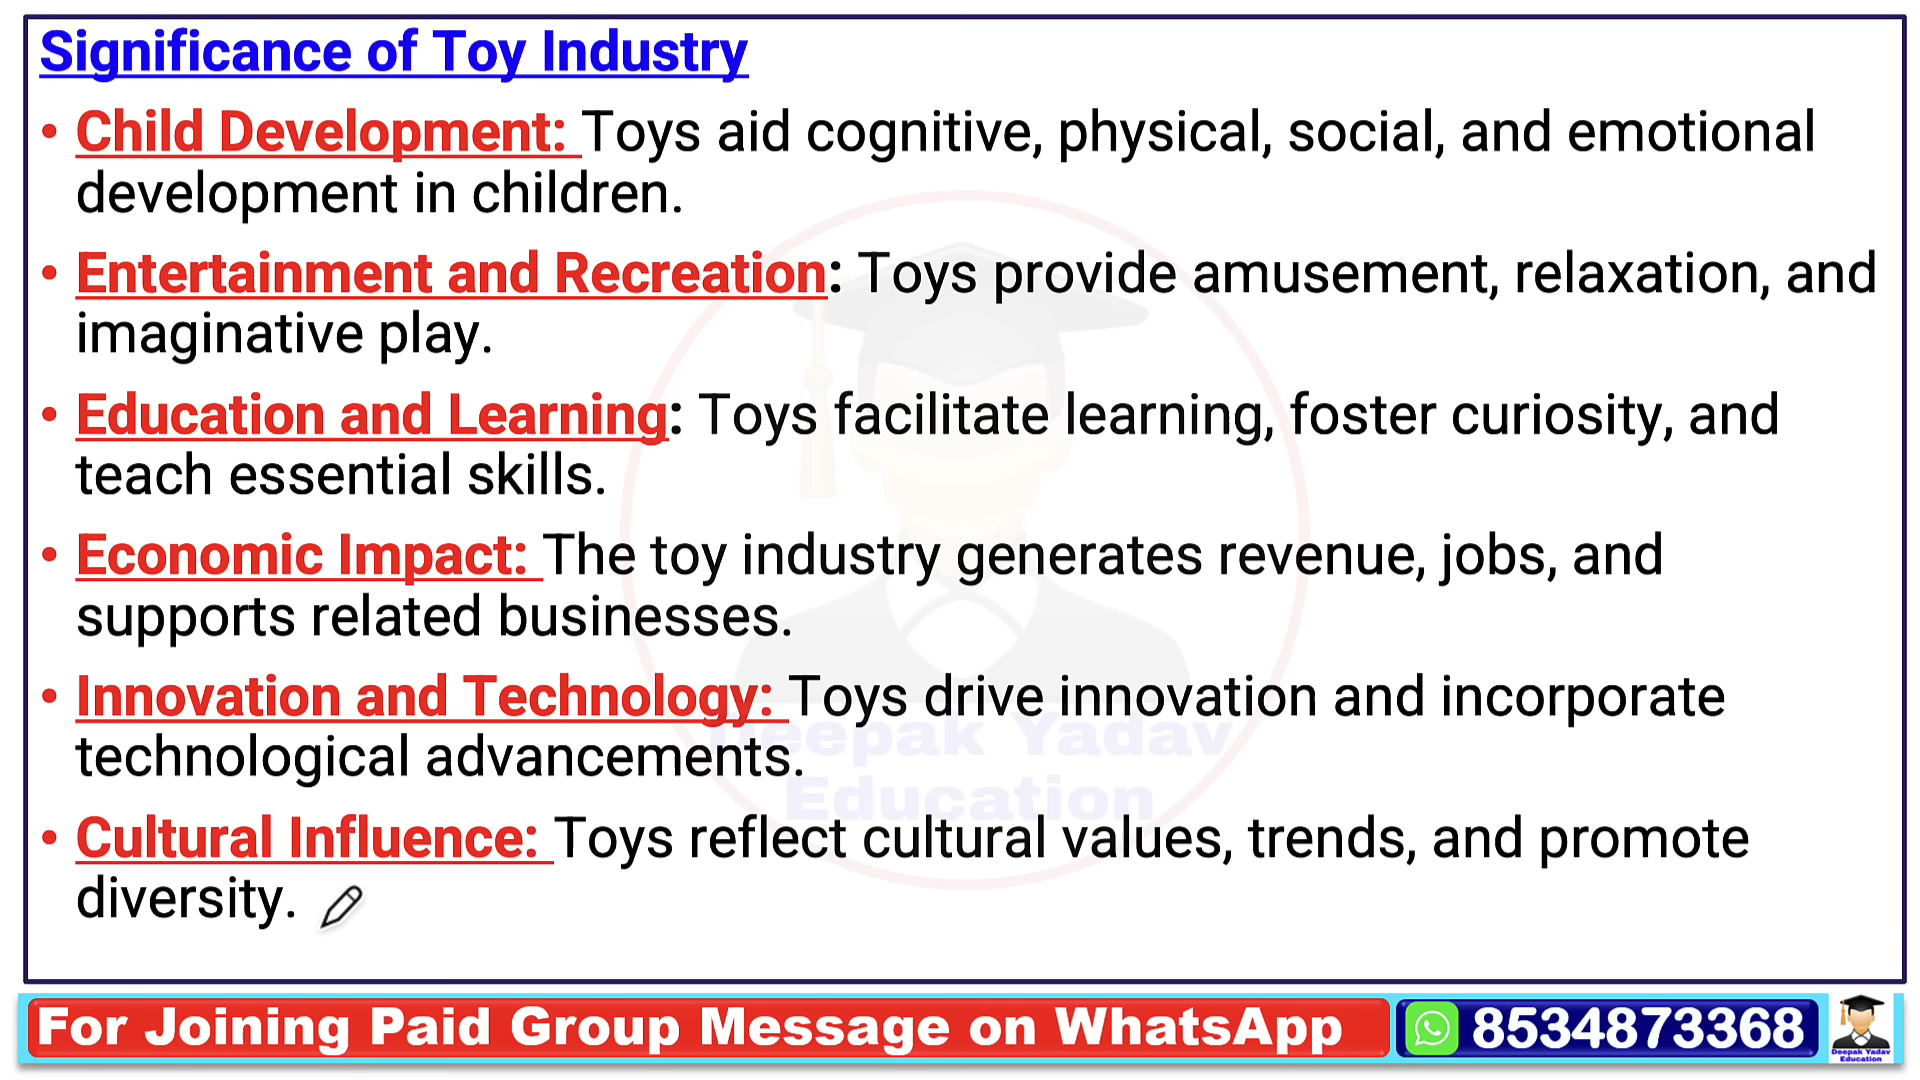 Significance of Toy Industry
• Child Development: Toys aid cognitive, physical, social, and emotional
development in children.
• Entertainment and Recreation: Toys provide amusement, relaxation, and
imaginative play.
• Education and Learning: Toys facilitate learning, foster curiosity, and
teach essential skills.
• Economic Impact: The toy industry generates revenue, jobs, and
supports related businesses.
• Innovation and Technology: Toys drive innovation and incorporate
technological advancements.
Deepak Yadav
Education
• Cultural Influence: Toys reflect cultural values, trends, and promote
diversity.
For Joining Paid Group Message on WhatsApp 8534873368
Deepak Yadav
Education